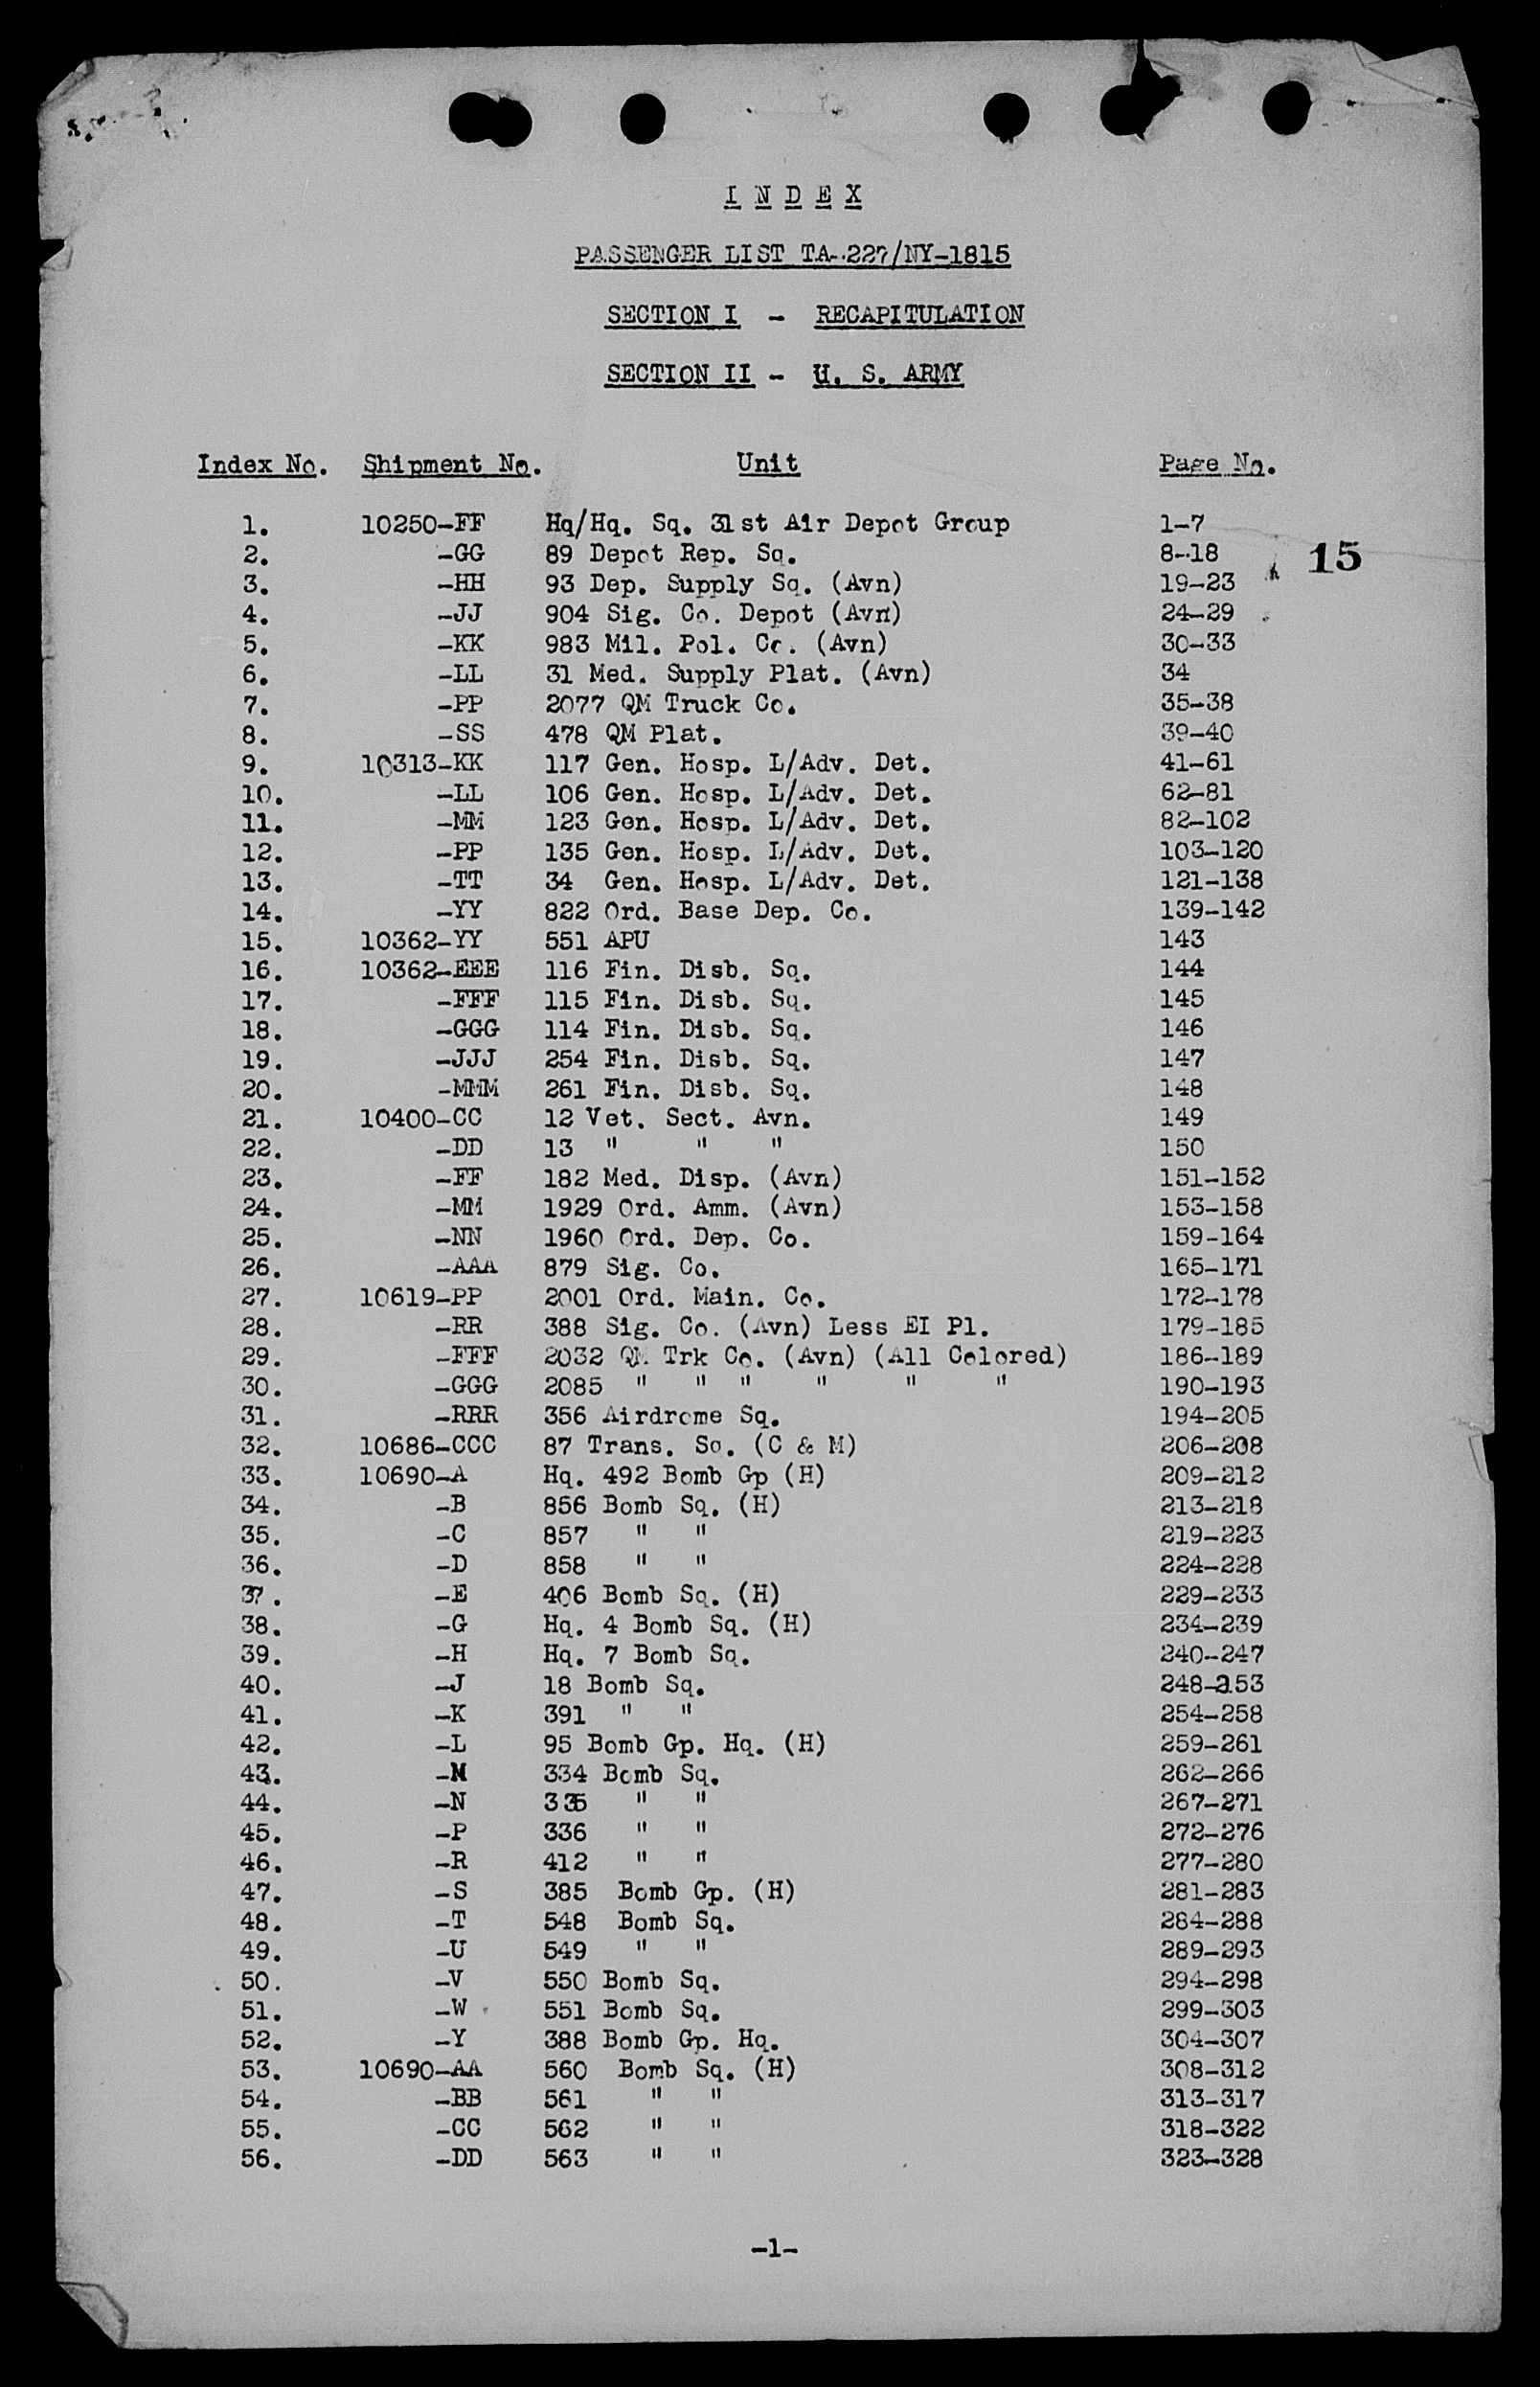 I N D E X
PASSENGER LIST TA-227/NY-1815
SECTION I - RECAPITULATION
SECTION II - U. S. ARMY
Index No. Shipment No. Unit Page No.
1. 10250-FF Hq/Hq. Sq. 31st Air Depot Group 1-7
2. -GG 89 Depot Rep. Sq. 8-18 15
3. -HH 93 Dep. Supply Sq. (Avn) 19-23
4. -JJ 904 Sig. Co. Depot (Avn) 24-29
5. -KK 983 Mil. Pol. Co. (Avn) 30-33
6. -LL 31 Med. Supply Plat. (Avn) 34
7. -PP 2077 QM Truck Co. 35-38
8. -SS 478 QM Plat. 39-40
9. 10313-KK 117 Gen. Hosp. L/Adv. Det. 41-61
10. -LL 106 Gen. Hosp. L/Adv. Det. 62-81
11. -MM 123 Gen. Hosp. L/Adv. Det. 82-102
12. -PP 135 Gen. Hosp. L/Adv. Det. 103-120
13. -TT 34 Gen. Hosp. L/Adv. Det. 121-138
14. -YY 822 Ord. Base Dep. Co. 139-142
15. 10362-YY 551 APU 143
16. 10362-EEE 116 Fin. Disb. Sq. 144
17. -FFF 115 Fin. Disb. Sq. 145
18. -GGG 114 Fin. Disb. Sq. 146
19. -JJJ 254 Fin. Disb. Sq. 147
20. -MMM 261 Fin. Disb. Sq. 148
21. 10400-CC 12 Vet. Sect. Avn. 149
22. -DD 13 " " " 150
23. -FF 182 Med. Disp. (Avn) 151-152
24. -MM 1929 Ord. Amm. (Avn) 153-158
25. -NN 1960 Ord. Dep. Co. 159-164
26. -AAA 879 Sig. Co. 165-171
27. 10619-PP 2001 Ord. Main. Co. 172-178
28. -RR 388 Sig. Co. (Avn) Less EI Pl. 179-185
29. -FFF 2032 QM Trk Co. (Avn) (All Colored) 186-189
30. -GGG 2085 " " " " " " 190-193
31. -RRR 356 Airdrome Sq. 194-205
32. 10686-CCC 87 Trans. Sq. (C & M) 206-208
33. 10690-A Hq. 492 Bomb Gp (H) 209-212
34. -B 856 Bomb Sq. (H) 213-218
35. -C 857 " " 219-223
36. -D 858 " " 224-228
37. -E 406 Bomb Sq. (H) 229-233
38. -G Hq. 4 Bomb Sq. (H) 234-239
39. -H Hq. 7 Bomb Sq. 240-247
40. -J 18 Bomb Sq. 248-253
41. -K 391 " " 254-258
42. -L 95 Bomb Gp. Hq. (H) 259-261
43. -M 334 Bomb Sq. 262-266
44. -N 335 " " 267-271
45. -P 336 " " 272-276
46. -R 412 " " 277-280
47. -S 385 Bomb Gp. (H) 281-283
48. -T 548 Bomb Sq. 284-288
49. -U 549 " " 289-293
50. -V 550 Bomb Sq. 294-298
51. -W 551 Bomb Sq. 299-303
52. -Y 388 Bomb Gp. Hq. 304-307
53. 10690-AA 560 Bomb Sq. (H) 308-312
54. -BB 561 " " 313-317
55. -CC 562 " " 318-322
56. -DD 563 " " 323-328
-1-